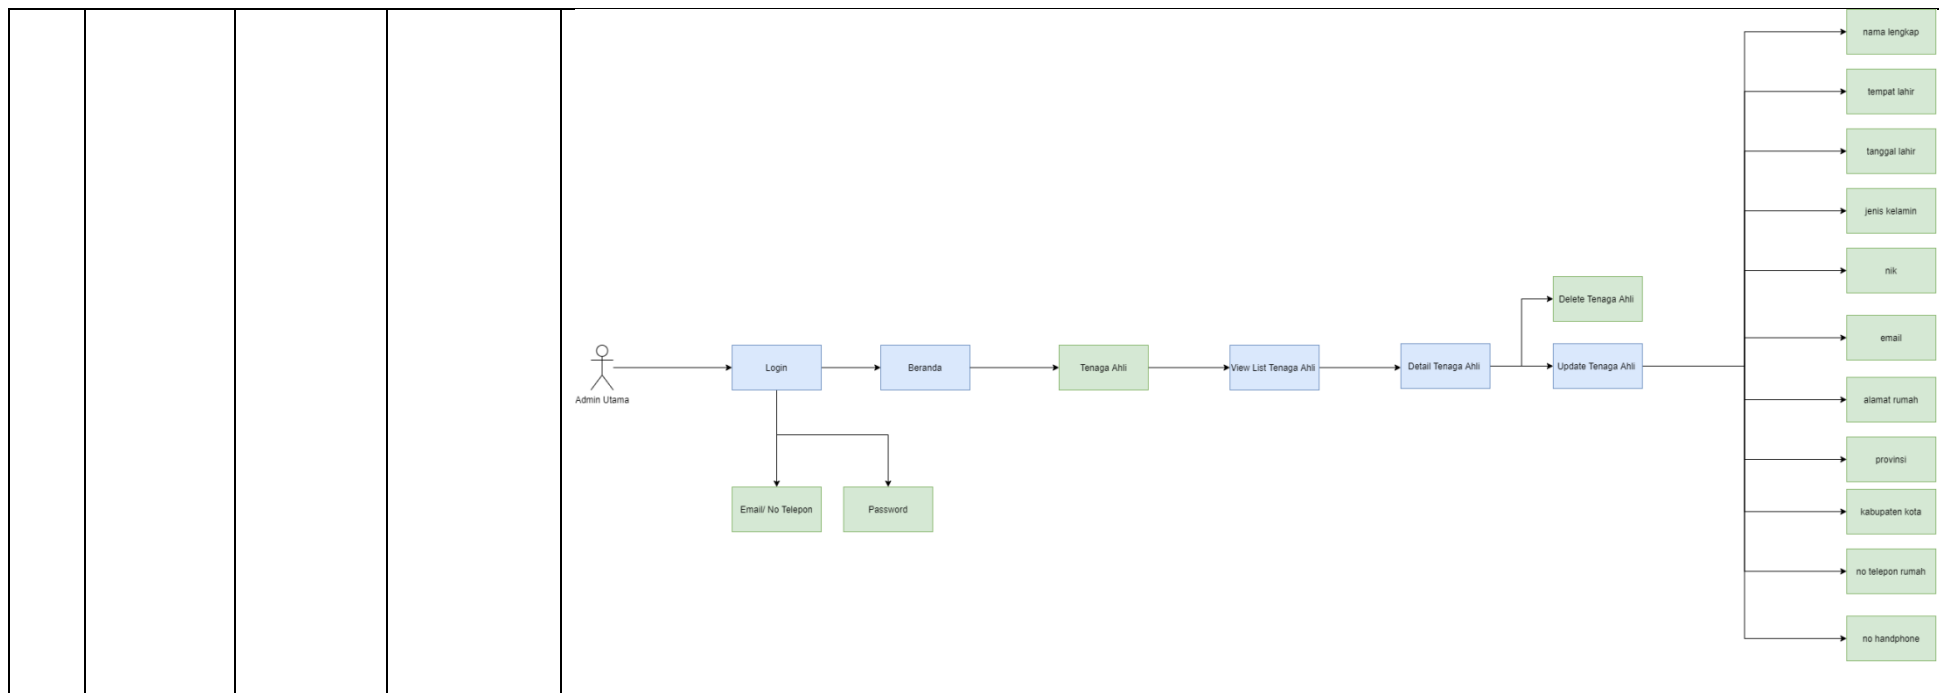 nama lengkap
tempat lahir
tanggal lahir
jenis kelamin
nik
Delete Tenaga Ahli
email
Admin Utama
Login
Beranda
Tenaga Ahli
View List Tenaga Ahli
Detail Tenaga Ahli
Update Tenaga Ahli
alamat rumah
provinsi
Email/ No Telepon
Password
kabupaten kota
no telepon rumah
no handphone